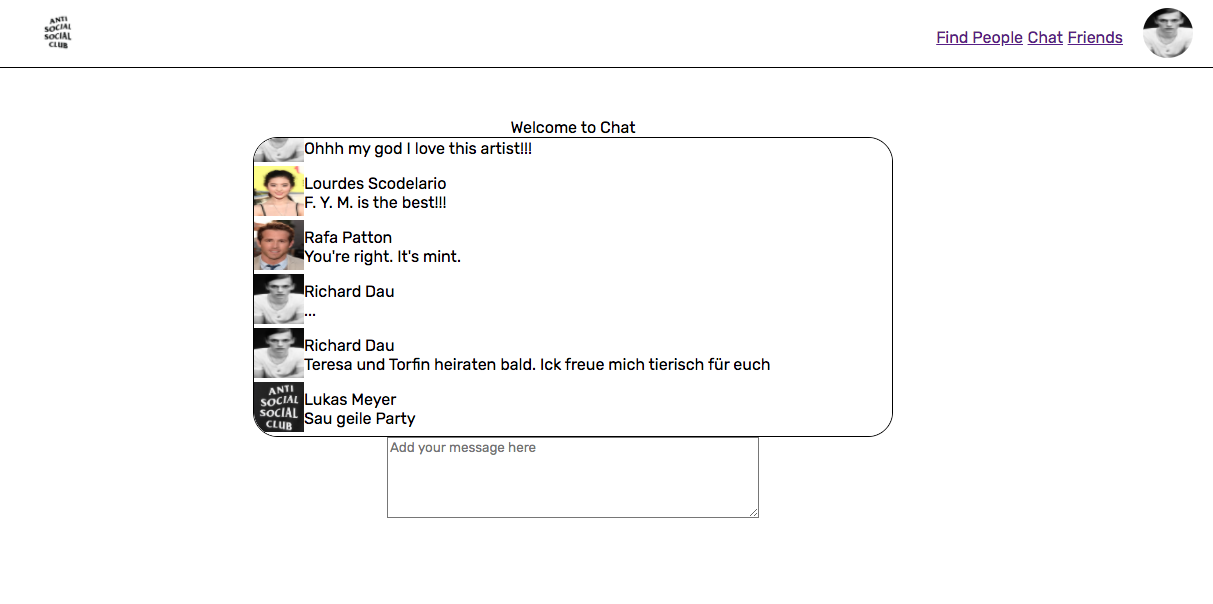 ANTI
SOCIAL
SOCIAL
CLUB
Find People Chat Friends
Welcome to Chat
Ohhh my god I love this artist!!!
Lourdes Scodelario
F. Y. M. is the best!!!
Rafa Patton
You're right. It's mint.
Richard Dau
...
Richard Dau
Teresa und Torfin heiraten bald. Ick freue mich tierisch für euch
ANTI
SOCIAL
SOCIAL
CLUB
Lukas Meyer
Sau geile Party
Add your message here